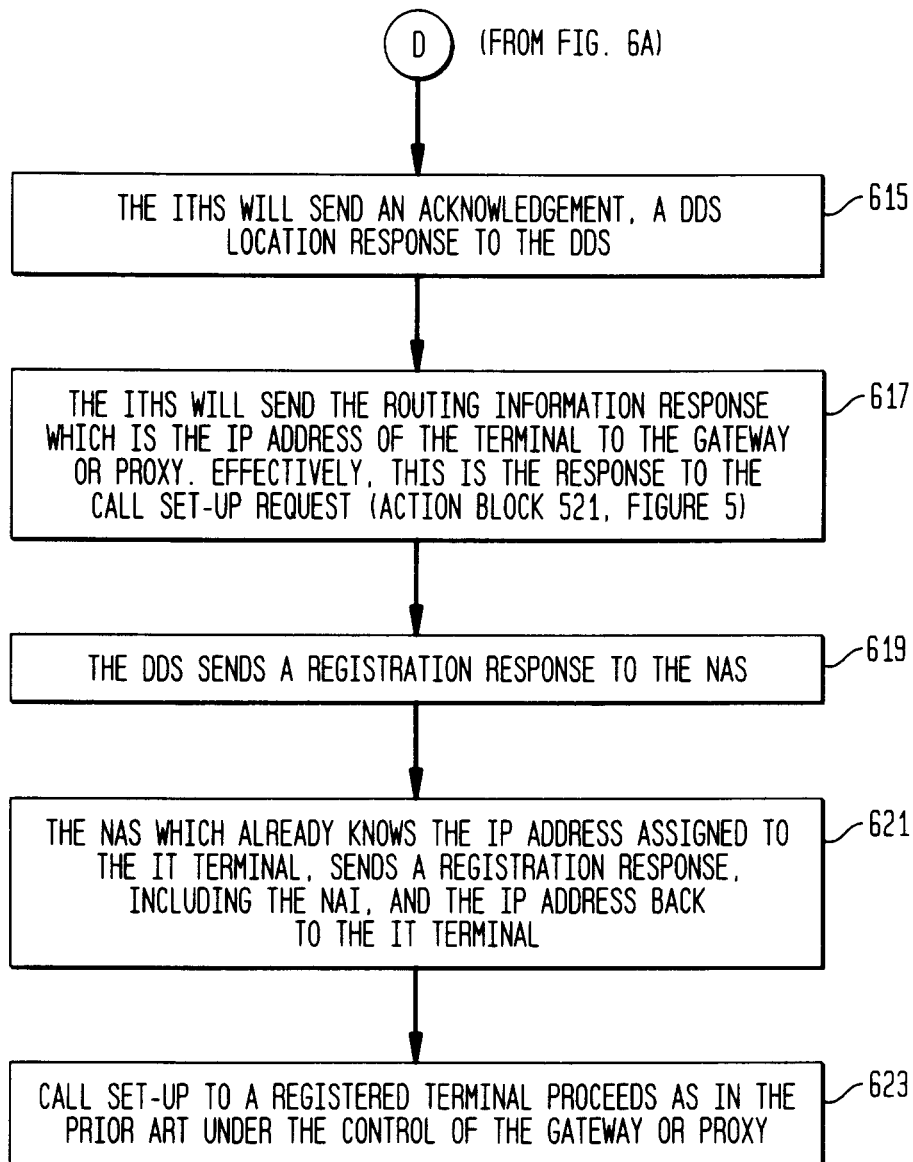 D (FROM FIG. 6A)
THE ITHS WILL SEND AN ACKNOWLEDGEMENT, A DDS
LOCATION RESPONSE TO THE DDS
615
THE ITHS WILL SEND THE ROUTING INFORMATION RESPONSE
WHICH IS THE IP ADDRESS OF THE TERMINAL TO THE GATEWAY
OR PROXY. EFFECTIVELY, THIS IS THE RESPONSE TO THE
CALL SET-UP REQUEST (ACTION BLOCK 521, FIGURE 5)
617
THE DDS SENDS A REGISTRATION RESPONSE TO THE NAS
619
THE NAS WHICH ALREADY KNOWS THE IP ADDRESS ASSIGNED TO
THE IT TERMINAL, SENDS A REGISTRATION RESPONSE,
INCLUDING THE NAI, AND THE IP ADDRESS BACK
TO THE IT TERMINAL
621
CALL SET-UP TO A REGISTERED TERMINAL PROCEEDS AS IN THE
PRIOR ART UNDER THE CONTROL OF THE GATEWAY OR PROXY
623